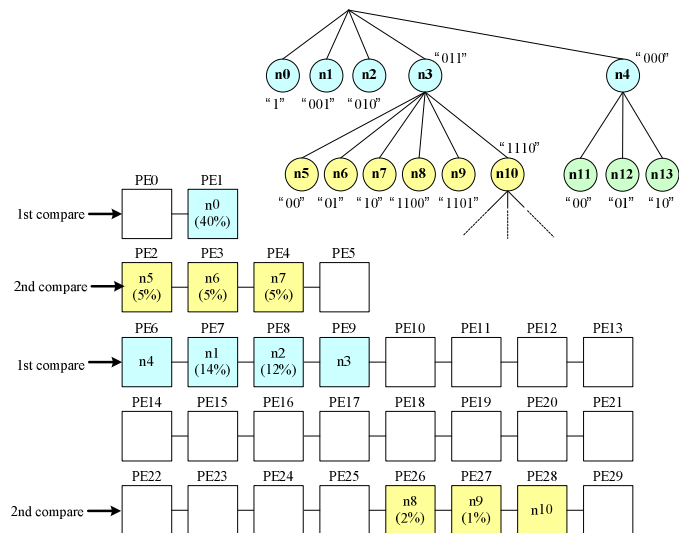 n0 n1 n2 n3 "011" n4 "000"
"1" "001" "010"
n5 n6 n7 n8 n9 n10 "1110" n11 n12 n13
"00" "01" "10" "1100" "1101" "00" "01" "10"
PE0 PE1
1st compare n0
(40%)
PE2 PE3 PE4 PE5
2nd compare n5 n6 n7
(5%) (5%) (5%)
PE6 PE7 PE8 PE9 PE10 PE11 PE12 PE13
1st compare n4 n1 n2 n3
(14%) (12%)
PE14 PE15 PE16 PE17 PE18 PE19 PE20 PE21
PE22 PE23 PE24 PE25 PE26 PE27 PE28 PE29
2nd compare n8 n9 n10
(2%) (1%)